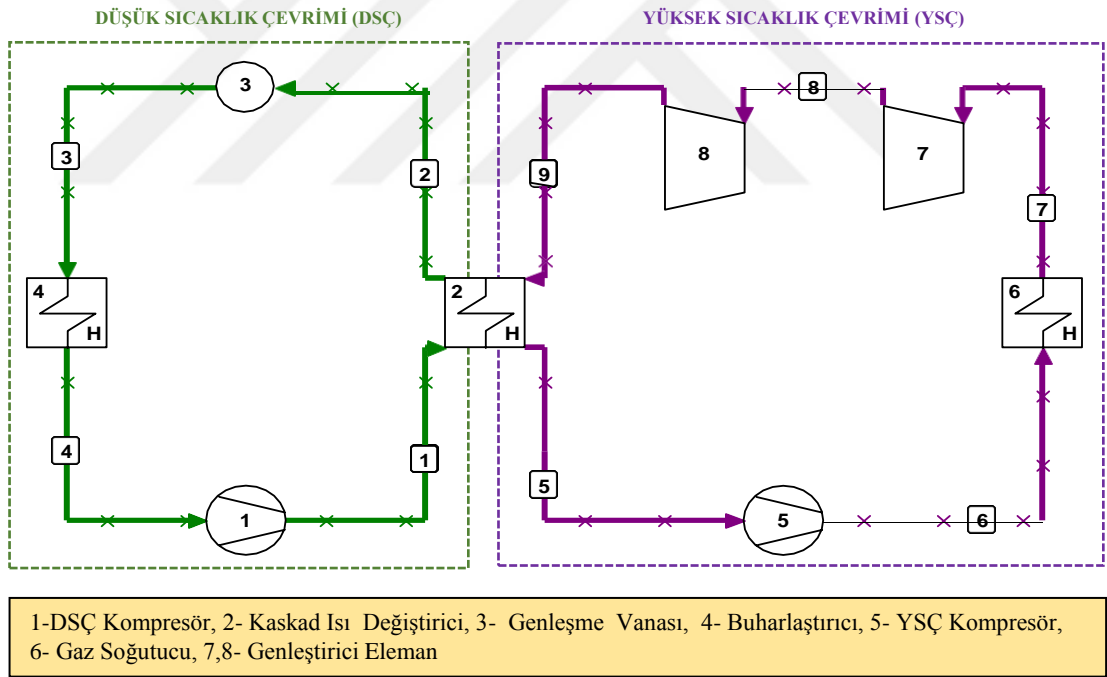 DÜŞÜK SICAKLIK ÇEVRİMİ (DSÇ)
YÜKSEK SICAKLIK ÇEVRİMİ (YSÇ)
3
8
3
2
9
8
7
7
4
H
2
H
6
H
4
1
5
1
5
6
1-DSÇ Kompresör, 2- Kaskad Isı Değiştirici, 3- Genleşme Vanası, 4- Buharlaştırıcı, 5- YSÇ Kompresör,
6- Gaz Soğutucu, 7,8- Genleştirici Eleman